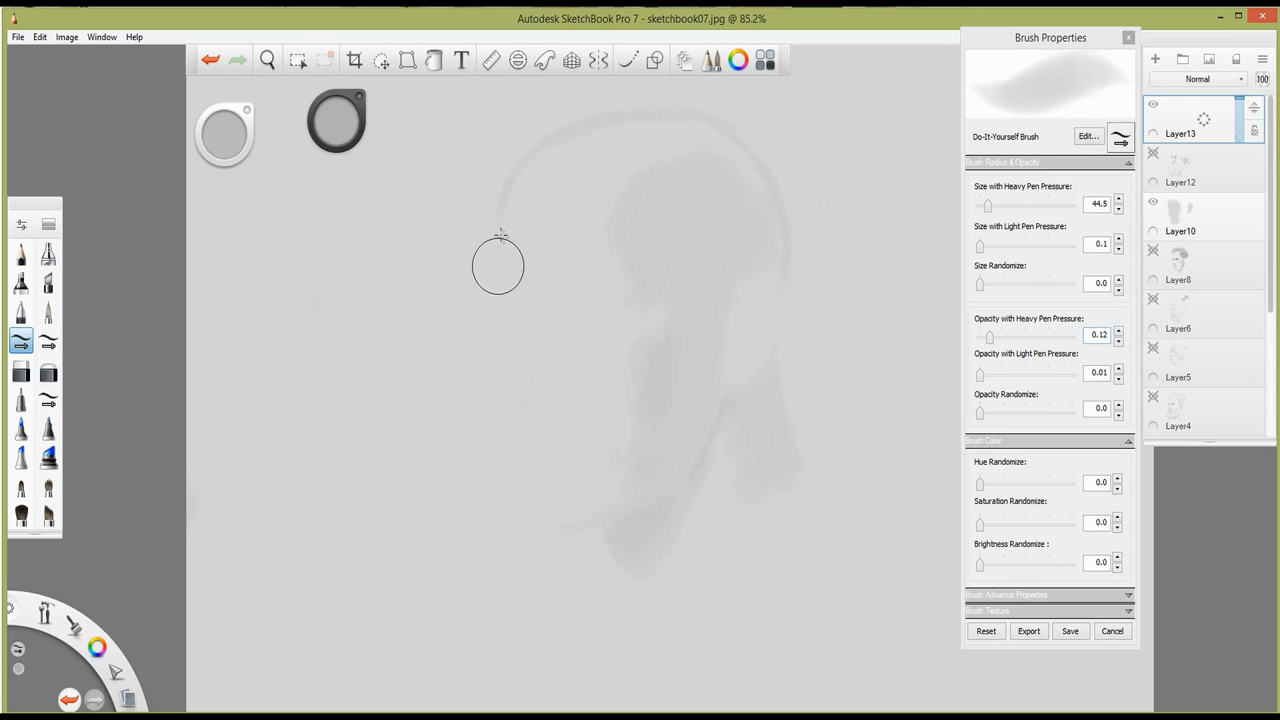 Autodesk SketchBook Pro 7 - sketchbook07.jpg @ 85.2%
File Edit Image Window Help
T
Brush Properties
Do-It-Yourself Brush Edit...
Brush Radius & Opacity
Size with Heavy Pen Pressure:
44.5
Size with Light Pen Pressure:
0.1
Size Randomize:
0.0
Opacity with Heavy Pen Pressure:
0.12
Opacity with Light Pen Pressure:
0.01
Opacity Randomize:
0.0
Brush Color
Hue Randomize:
0.0
Saturation Randomize:
0.0
Brightness Randomize :
0.0
Brush Advance Properties
Brush Texture
Reset Export Save Cancel
Normal 100
Layer13
Layer12
Layer10
Layer8
Layer6
Layer5
Layer4